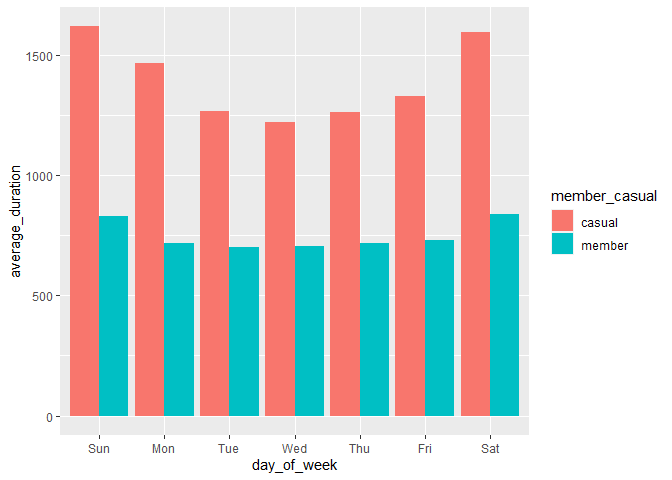 1500
1000
500
0
average_duration
Sun Mon Tue Wed Thu Fri Sat
day_of_week
member_casual
casual
member